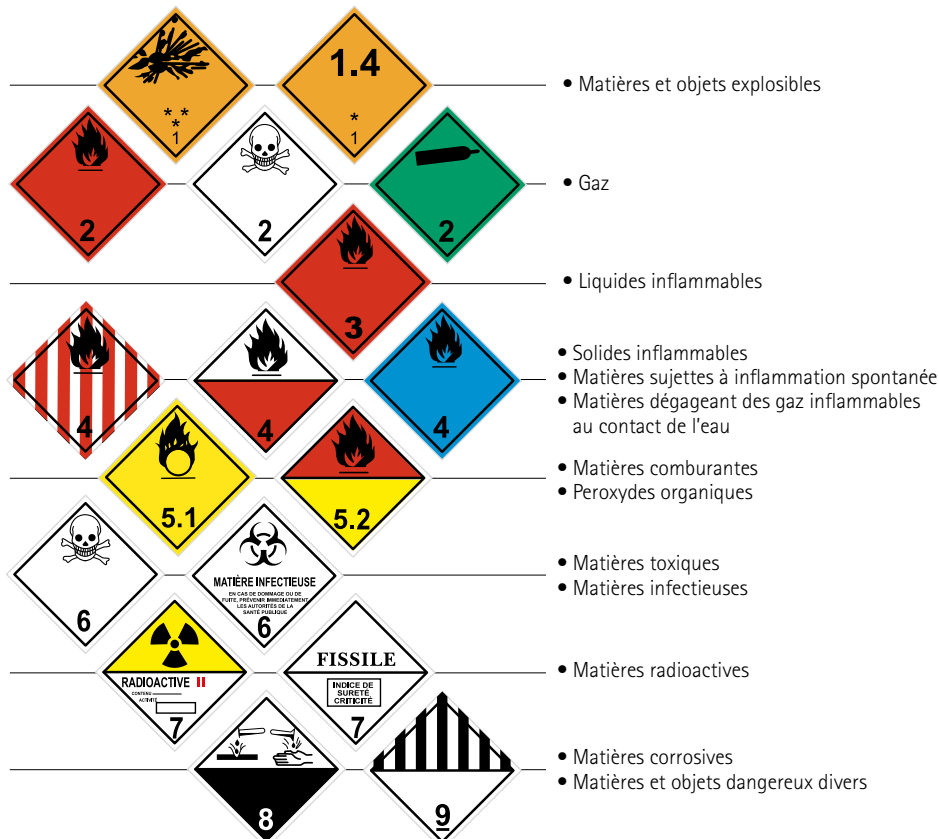 1.4
* *
*
1
*
1
• Matières et objets explosibles
2
2
2
• Gaz
3
• Liquides inflammables
4
4
4
• Solides inflammables
• Matières sujettes à inflammation spontanée
• Matières dégageant des gaz inflammables
au contact de l'eau
5.1
5.2
• Matières comburantes
• Peroxydes organiques
6
MATIÈRE INFECTIEUSE
EN CAS DE DOMMAGE OU DE
FUITE, PRÉVENIR IMMEDIATEMENT
LES AUTORITÉS DE LA
SANTÉ PUBLIQUE
6
• Matières toxiques
• Matières infectieuses
RADIOACTIVE II
CONTENU
ACTIVITÉ
7
FISSILE
INDICE DE
SURETÉ
CRITICITÉ
7
• Matières radioactives
8
9
• Matières corrosives
• Matières et objets dangereux divers